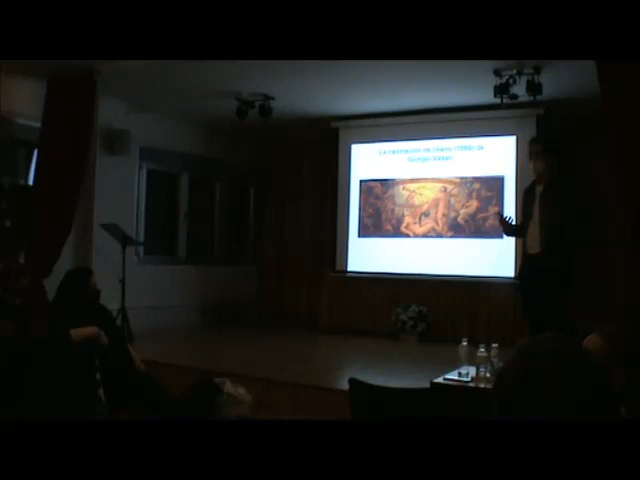 La castración de Urano (1560) de
Giorgio Vasari